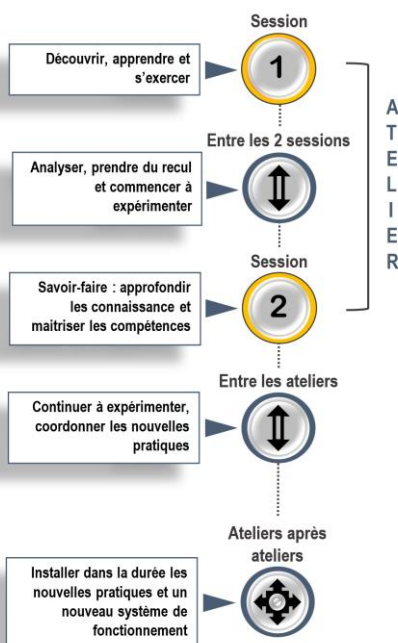 Session
1
Découvrir, apprendre et
s'exercer
Entre les 2 sessions
Analyser, prendre du recul
et commencer à
expérimenter
Session
2
Savoir-faire : approfondir
les connaissance et
maitriser les compétences
ATELIER
Entre les ateliers
Continuer à expérimenter,
coordonner les nouvelles
pratiques
Ateliers après
ateliers
Installer dans la durée les
nouvelles pratiques et un
nouveau système de
fonctionnement